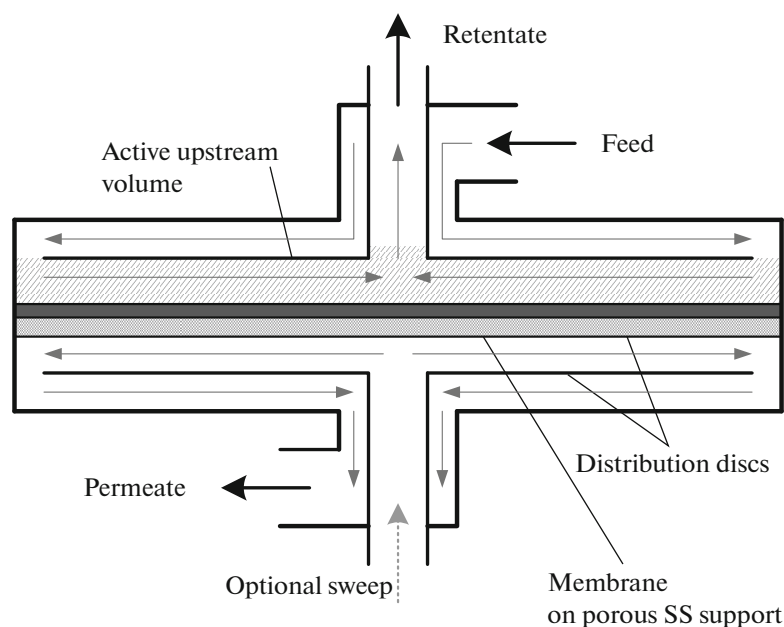 Retentate
Active upstream
volume
Feed
Distribution discs
Permeate
Optional sweep
Membrane
on porous SS support